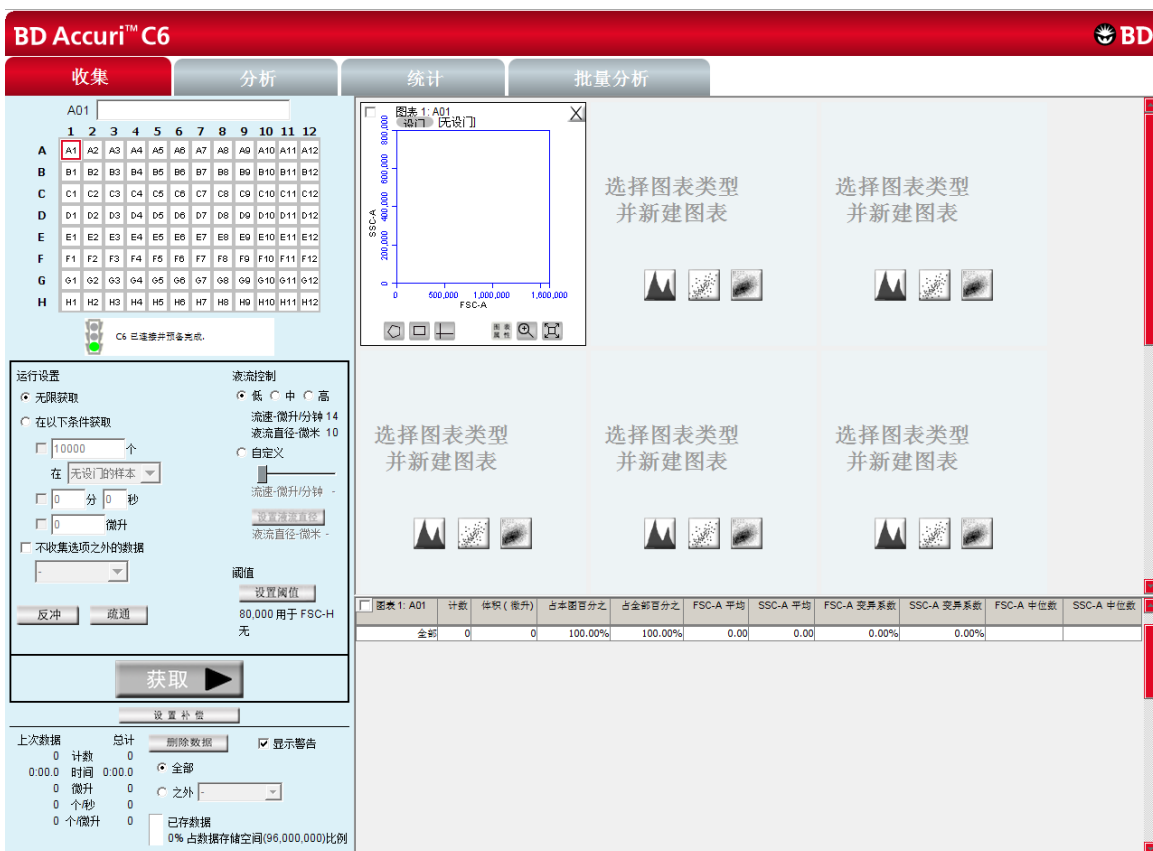 BD Accuri™ C6
BD
收集 分析 统计 批量分析
A01
1 2 3 4 5 6 7 8 9 10 11 12
A A1 A2 A3 A4 A5 A6 A7 A8 A9 A10 A11 A12
B B1 B2 B3 B4 B5 B6 B7 B8 B9 B10 B11 B12
C C1 C2 C3 C4 C5 C6 C7 C8 C9 C10 C11 C12
D D1 D2 D3 D4 D5 D6 D7 D8 D9 D10 D11 D12
E E1 E2 E3 E4 E5 E6 E7 E8 E9 E10 E11 E12
F F1 F2 F3 F4 F5 F6 F7 F8 F9 F10 F11 F12
G G1 G2 G3 G4 G5 G6 G7 G8 G9 G10 G11 G12
H H1 H2 H3 H4 H5 H6 H7 H8 H9 H10 H11 H12
C6 已连接并预备完成.
运行设置
无限获取
在以下条件获取
10000 个
在 无设门的样本
0 分 0 秒
0 微升
不收集选项之外的数据
-
反冲 疏通
液流控制
低 中 高
流速-微升/分钟 14
液流直径-微米 10
自定义
流速-微升/分钟 -
设置液流直径
液流直径-微米 -
阈值
设置阈值
80,000 用于 FSC-H
无
获取
设置补偿
上次数据 总计
0 计数 0
0:00.0 时间 0:00.0
0 微升 0
0 个/秒 0
0 个/微升 0
删除数据 显示警告
全部
之外 -
已存数据
0% 占数据存储空间(96,000,000)比例
图表 1: A01
设门 [无设门]
800,000
600,000
400,000
200,000
0
SSC-A
0 500,000 1,000,000 1,600,000
FSC-A
图表
属性
选择图表类型
并新建图表
选择图表类型
并新建图表
选择图表类型
并新建图表
选择图表类型
并新建图表
选择图表类型
并新建图表
图表 1: A01 计数 体积 ( 微升) 占本图百分之 占全部百分之 FSC-A 平均 SSC-A 平均 FSC-A 变异系数 SSC-A 变异系数 FSC-A 中位数 SSC-A 中位数
全部 0 0 100.00% 100.00% 0.00 0.00 0.00% 0.00%